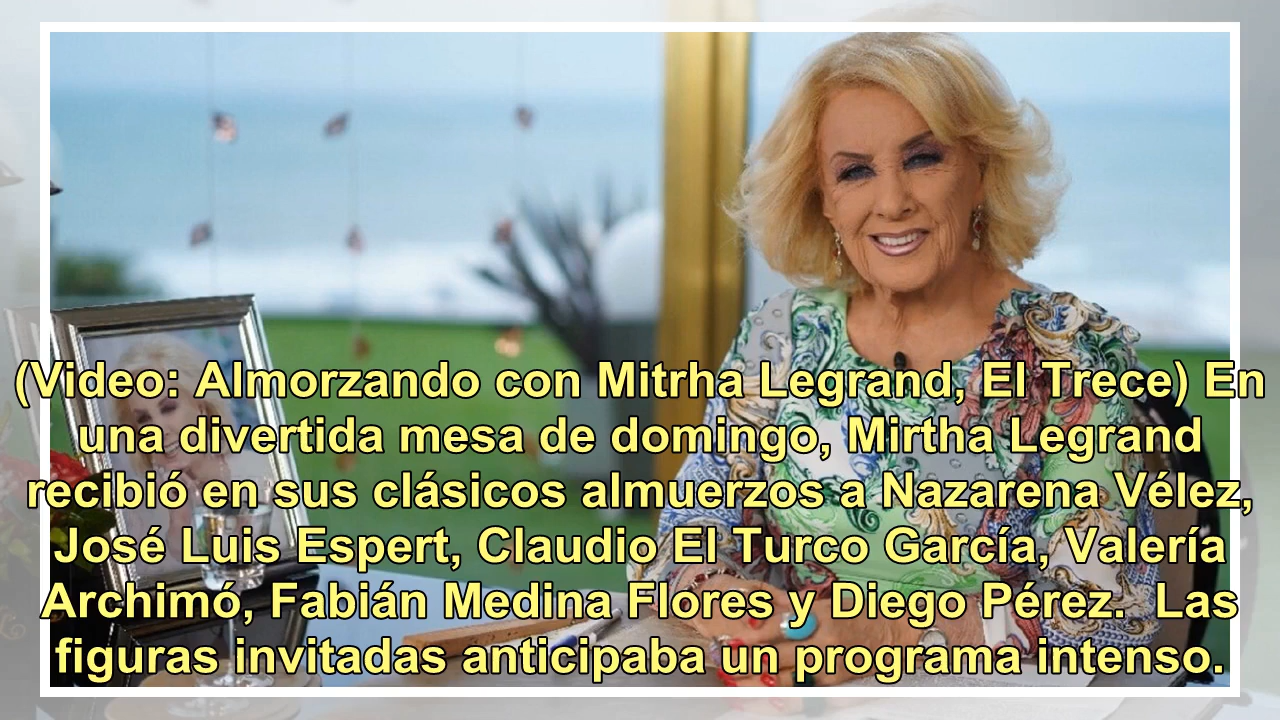 (Video: Almorzando con Mitrha Legrand, El Trece) En
una divertida mesa de domingo, Mirtha Legrand
recibió en sus clásicos almuerzos a Nazarena Vélez,
José Luis Espert, Claudio El Turco García, Valería
Archimó, Fabián Medina Flores y Diego Pérez.  Las
figuras invitadas anticipaba un programa intenso.